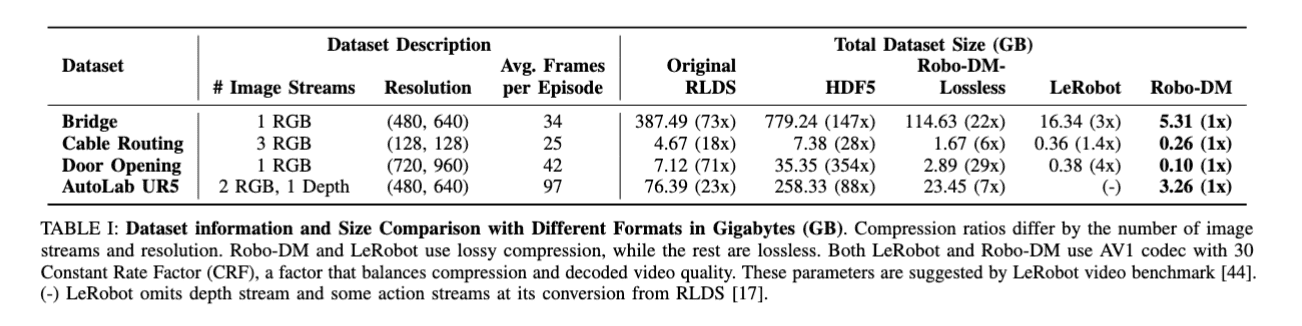 Dataset Description Total Dataset Size (GB)
Dataset Avg. Frames Original Robo-DM-
# Image Streams Resolution per Episode RLDS HDF5 Lossless LeRobot Robo-DM
Bridge 1 RGB (480, 640) 34 387.49 (73x) 779.24 (147x) 114.63 (22x) 16.34 (3x) 5.31 (1x)
Cable Routing 3 RGB (128, 128) 25 4.67 (18x) 7.38 (28x) 1.67 (6x) 0.36 (1.4x) 0.26 (1x)
Door Opening 1 RGB (720, 960) 42 7.12 (71x) 35.35 (354x) 2.89 (29x) 0.38 (4x) 0.10 (1x)
AutoLab UR5 2 RGB, 1 Depth (480, 640) 97 76.39 (23x) 258.33 (88x) 23.45 (7x) (-) 3.26 (1x)
TABLE I: Dataset information and Size Comparison with Different Formats in Gigabytes (GB). Compression ratios differ by the number of image
streams and resolution. Robo-DM and LeRobot use lossy compression, while the rest are lossless. Both LeRobot and Robo-DM use AV1 codec with 30
Constant Rate Factor (CRF), a factor that balances compression and decoded video quality. These parameters are suggested by LeRobot video benchmark [44].
(-) LeRobot omits depth stream and some action streams at its conversion from RLDS [17].